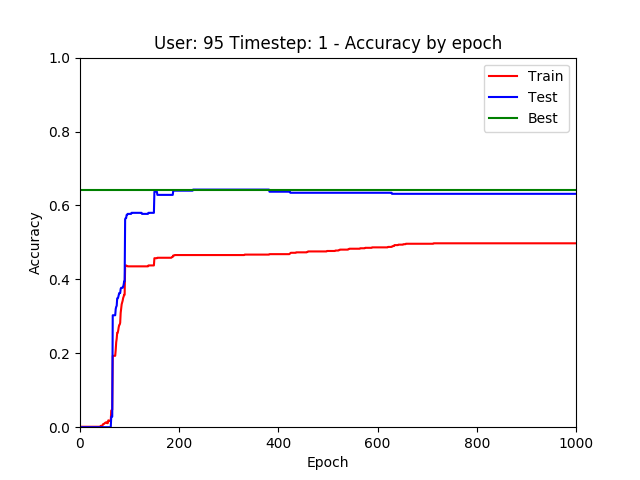 User: 95 Timestep: 1 - Accuracy by epoch
1.0
0.8
0.6
0.4
0.2
0.0
Accuracy
Train
Test
Best
0 200 400 600 800 1000
Epoch